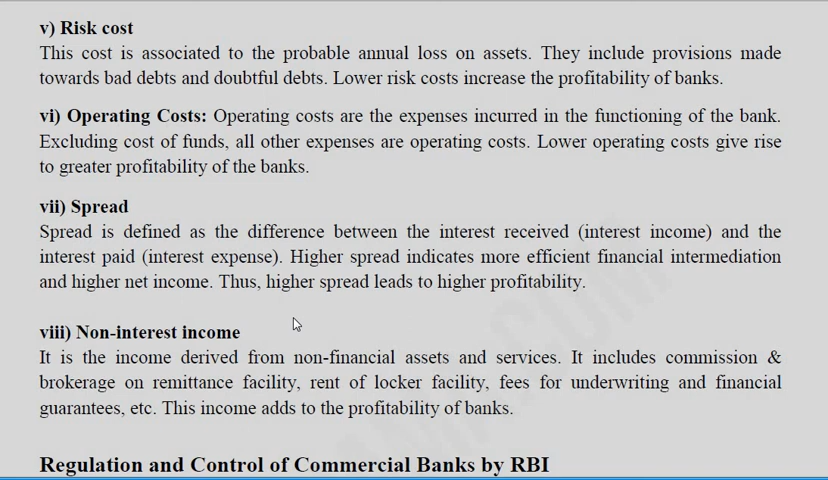 v) Risk cost
This cost is associated to the probable annual loss on assets. They include provisions made
towards bad debts and doubtful debts. Lower risk costs increase the profitability of banks.
vi) Operating Costs: Operating costs are the expenses incurred in the functioning of the bank.
Excluding cost of funds, all other expenses are operating costs. Lower operating costs give rise
to greater profitability of the banks.
vii) Spread
Spread is defined as the difference between the interest received (interest income) and the
interest paid (interest expense). Higher spread indicates more efficient financial intermediation
and higher net income. Thus, higher spread leads to higher profitability.
viii) Non-interest income
It is the income derived from non-financial assets and services. It includes commission &
brokerage on remittance facility, rent of locker facility, fees for underwriting and financial
guarantees, etc. This income adds to the profitability of banks.
Regulation and Control of Commercial Banks by RBI